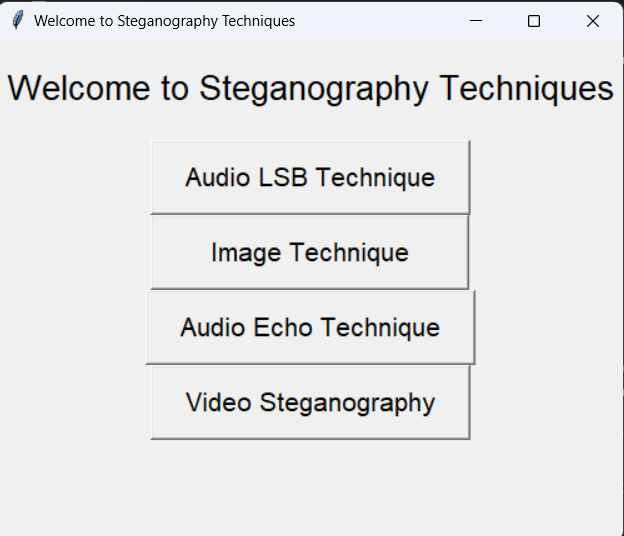 Welcome to Steganography Techniques
Welcome to Steganography Techniques
Audio LSB Technique
Image Technique
Audio Echo Technique
Video Steganography